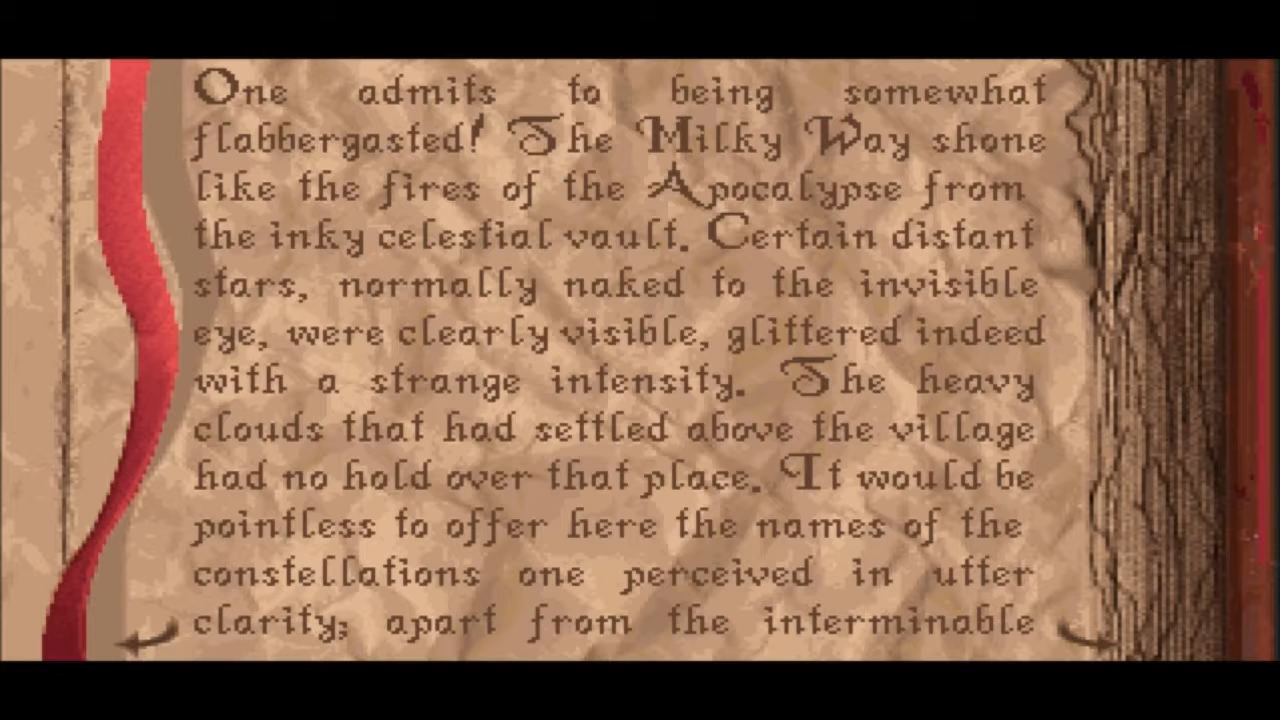 One admits to being somewhat
flabbergasted! The Milky Way shone
like the fires of the Apocalypse from
the inky celestial vault. Certain distant
stars, normally naked to the invisible
eye, were clearly visible, glittered indeed
with a strange intensity. The heavy
clouds that had settled above the village
had no hold over that place. It would be
pointless to offer here the names of the
constellations one perceived in utter
clarity; apart from the interminable